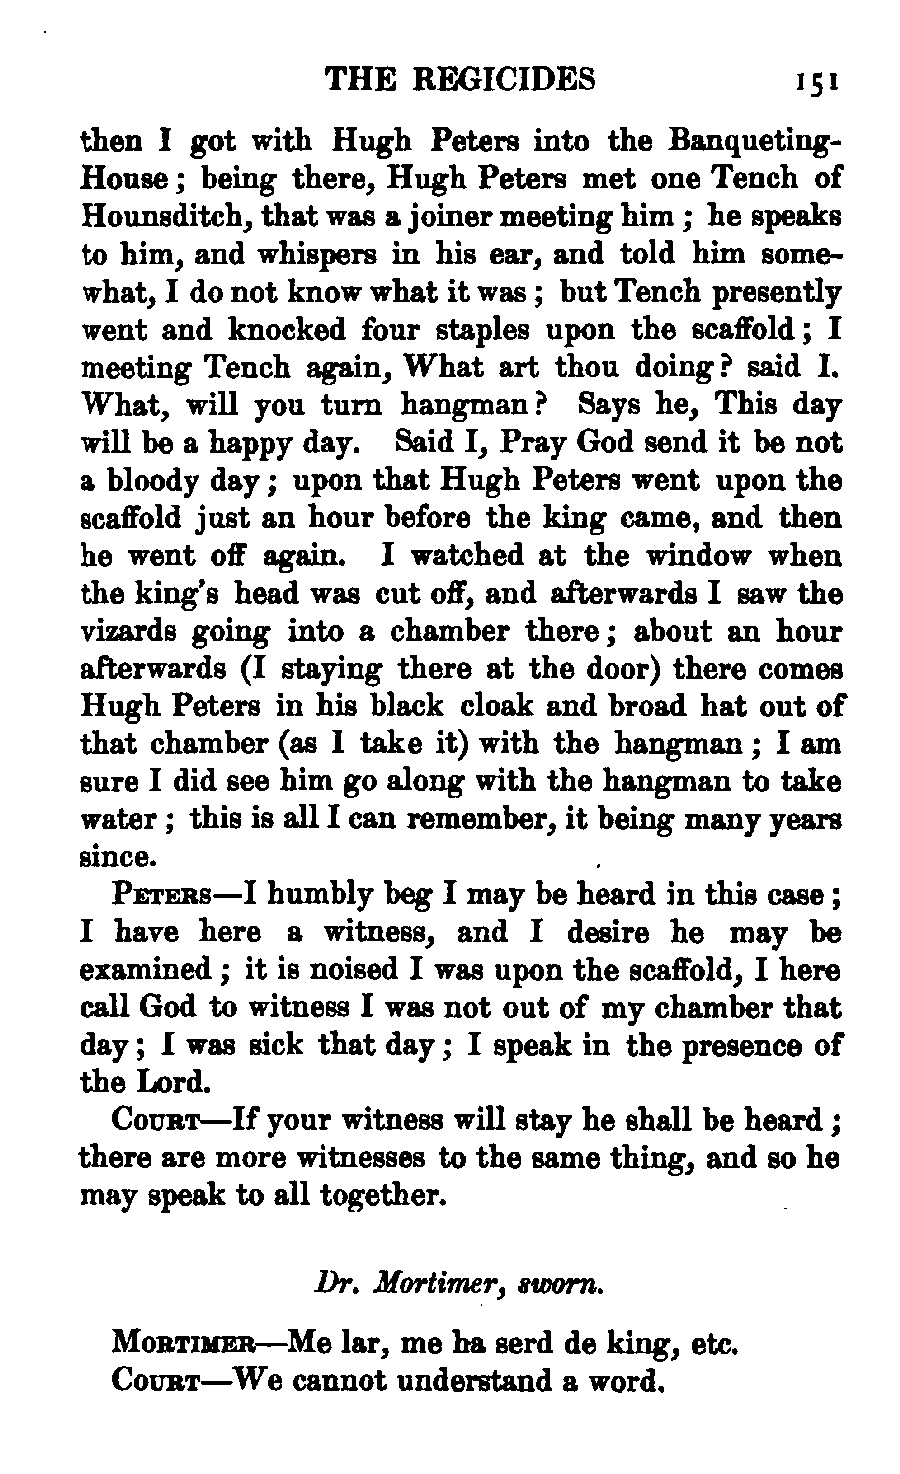 THE REGICIDES 151
then I got with Hugh Peters into the Banqueting-
House ; being there, Hugh Peters met one Tench of
Hounsditch, that was a joiner meeting him ; he speaks
to him, and whispers in his ear, and told him some-
what, I do not know what it was ; but Tench presently
went and knocked four staples upon the scaffold ; I
meeting Tench again, What art thou doing ? said I.
What, will you turn hangman ? Says he, This day
will be a happy day. Said I, Pray God send it be not
a bloody day ; upon that Hugh Peters went upon the
scaffold just an hour before the king came, and then
he went off again. I watched at the window when
the king's head was cut off, and afterwards I saw the
vizards going into a chamber there ; about an hour
afterwards (I staying there at the door) there comes
Hugh Peters in his black cloak and broad hat out of
that chamber (as I take it) with the hangman ; I am
sure I did see him go along with the hangman to take
water ; this is all I can remember, it being many years
since.
PETERS—I humbly beg I may be heard in this case ;
I have here a witness, and I desire he may be
examined ; it is noised I was upon the scaffold, I here
call God to witness I was not out of my chamber that
day ; I was sick that day ; I speak in the presence of
the Lord.
COURT—If your witness will stay he shall be heard ;
there are more witnesses to the same thing, and so he
may speak to all together.
Dr. Mortimer, sworn.
MORTIMER—Me lar, me ha serd de king, etc.
COURT—We cannot understand a word.